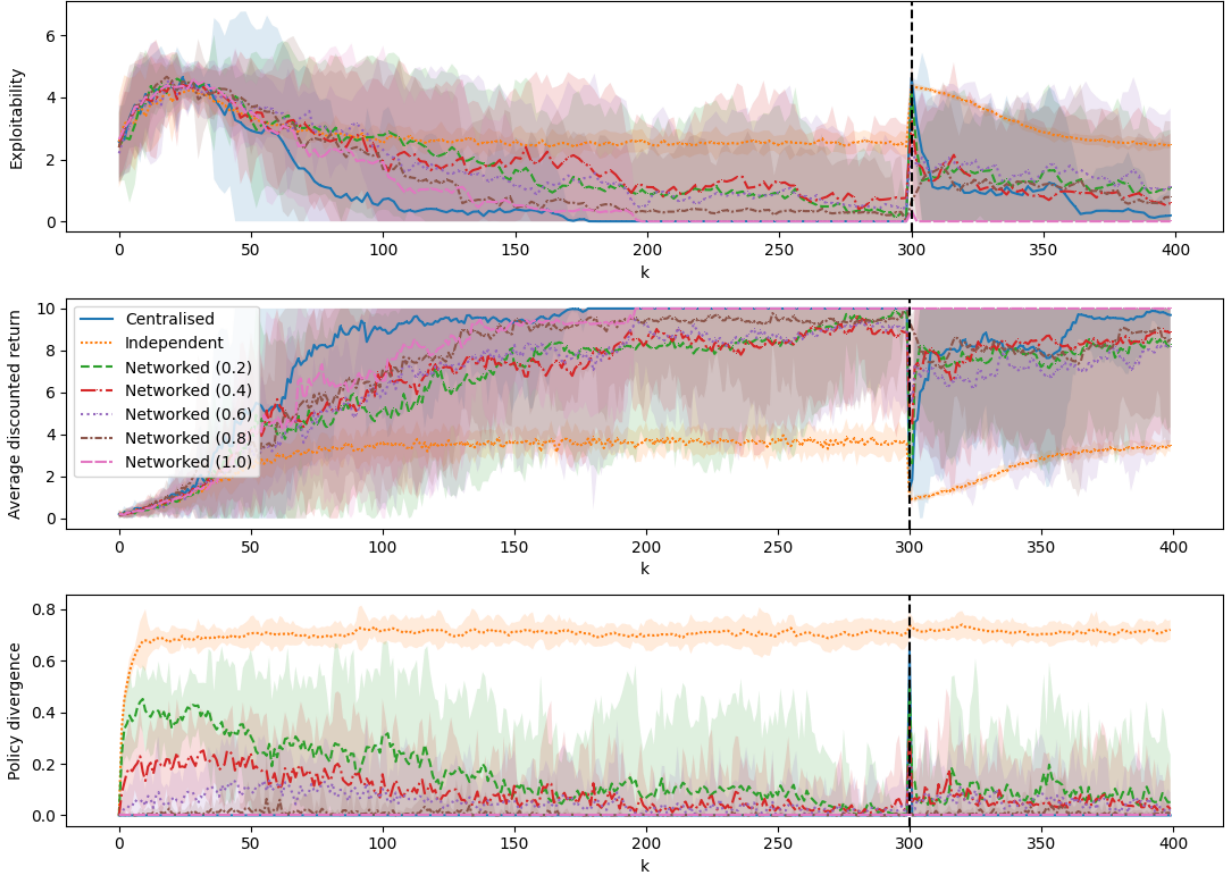 Exploitability
6
4
2
0
0 50 100 150 200 250 300 350 400
k
Average discounted return
10
8
6
4
2
0
Centralised
Independent
Networked (0.2)
Networked (0.4)
Networked (0.6)
Networked (0.8)
Networked (1.0)
0 50 100 150 200 250 300 350 400
k
Policy divergence
0.8
0.6
0.4
0.2
0.0
0 50 100 150 200 250 300 350 400
k